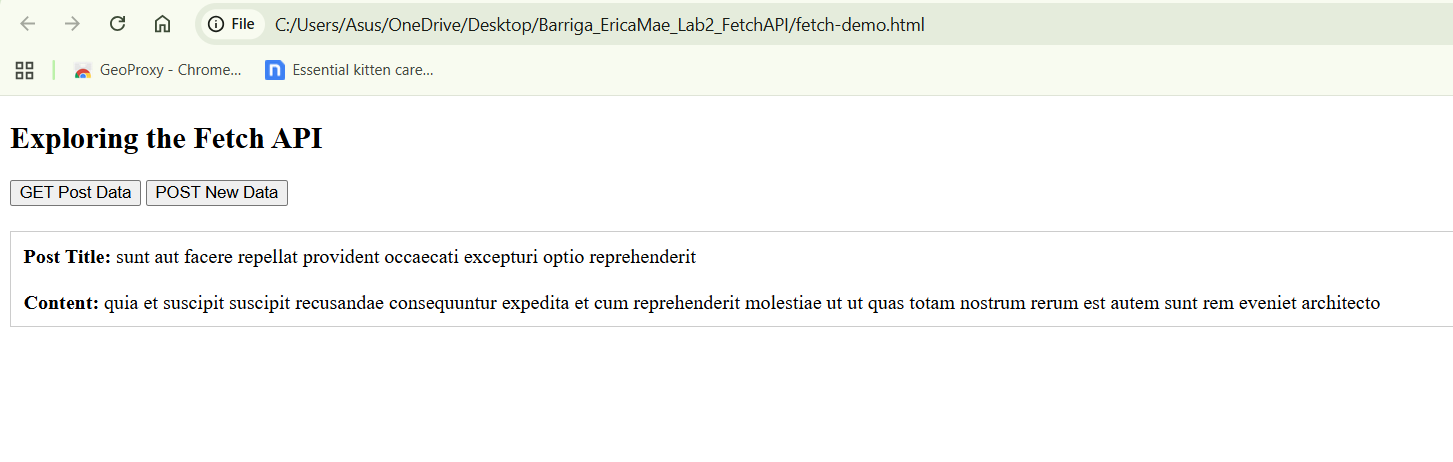 File C:/Users/Asus/OneDrive/Desktop/Barriga_EricaMae_Lab2_FetchAPI/fetch-demo.html
GeoProxy - Chrome... Essential kitten care...
Exploring the Fetch API
GET Post Data POST New Data
Post Title: sunt aut facere repellat provident occaecati excepturi optio reprehenderit
Content: quia et suscipit suscipit recusandae consequuntur expedita et cum reprehenderit molestiae ut ut quas totam nostrum rerum est autem sunt rem eveniet architecto